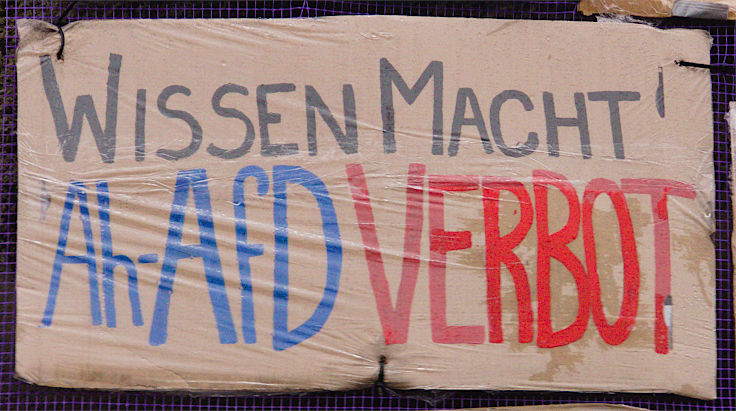 WISSEN MACHT'
'Ah-AfD VERBOT